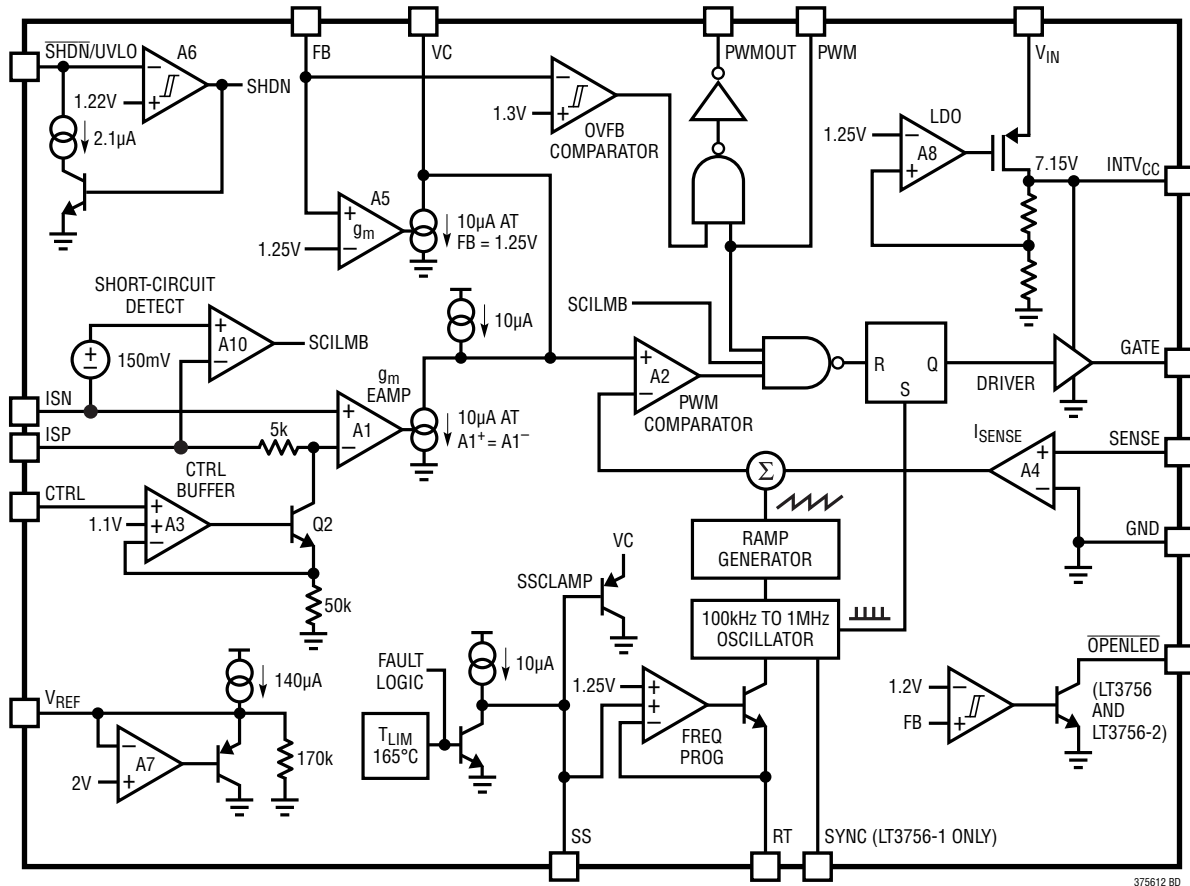 SHDN/UVLO
A6
FB
VC
PWMOUT
PWM
VIN
−
SHDN
1.22V
+
2.1µA
−
1.3V
+
OVFB
COMPARATOR
LDO
1.25V
−
A8
+
7.15V
INTVCC
A5
+
gm
1.25V
−
10µA AT
FB = 1.25V
SHORT-CIRCUIT
DETECT
+
A10
−
SCILMB
+
−
150mV
10µA
SCILMB
+
A2
−
PWM
COMPARATOR
R
Q
S
DRIVER
GATE
ISN
gm
EAMP
+
A1
−
10µA AT
A1+ = A1−
ISP
5k
ISENSE
SENSE
+
A4
−
Σ
CTRL
CTRL
BUFFER
+
1.1V
+
A3
−
Q2
GND
RAMP
GENERATOR
50k
VC
SSCLAMP
100kHz TO 1MHz
OSCILLATOR
FAULT
LOGIC
10µA
OPENLED
140µA
1.25V
+
+
−
1.2V
−
FB
+
(LT3756
AND
LT3756-2)
VREF
−
A7
2V
+
170k
TLIM
165°C
FREQ
PROG
SS
RT
SYNC (LT3756-1 ONLY)
375612 BD